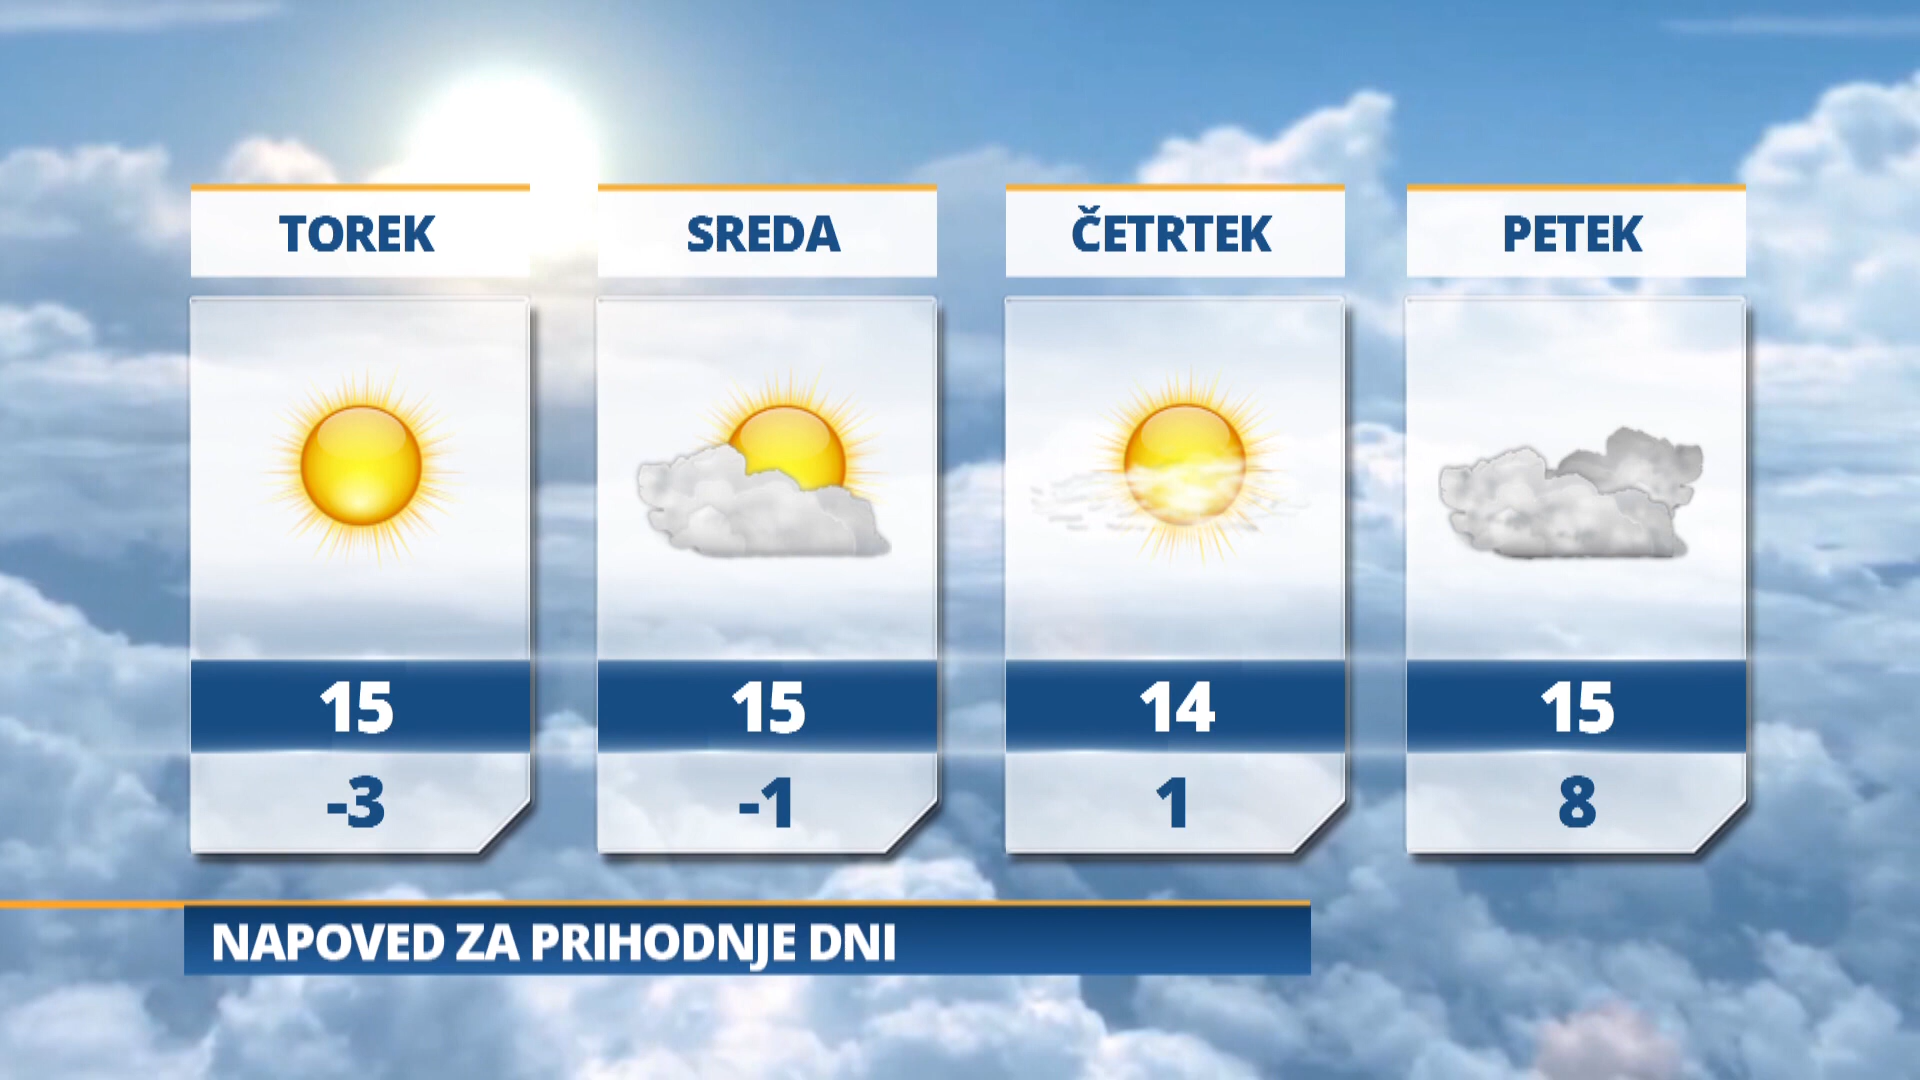 TOREK
SREDA
ČETRTEK
PETEK
15
15
14
15
-3
-1
1
8
NAPOVED ZA PRIHODNJE DNI